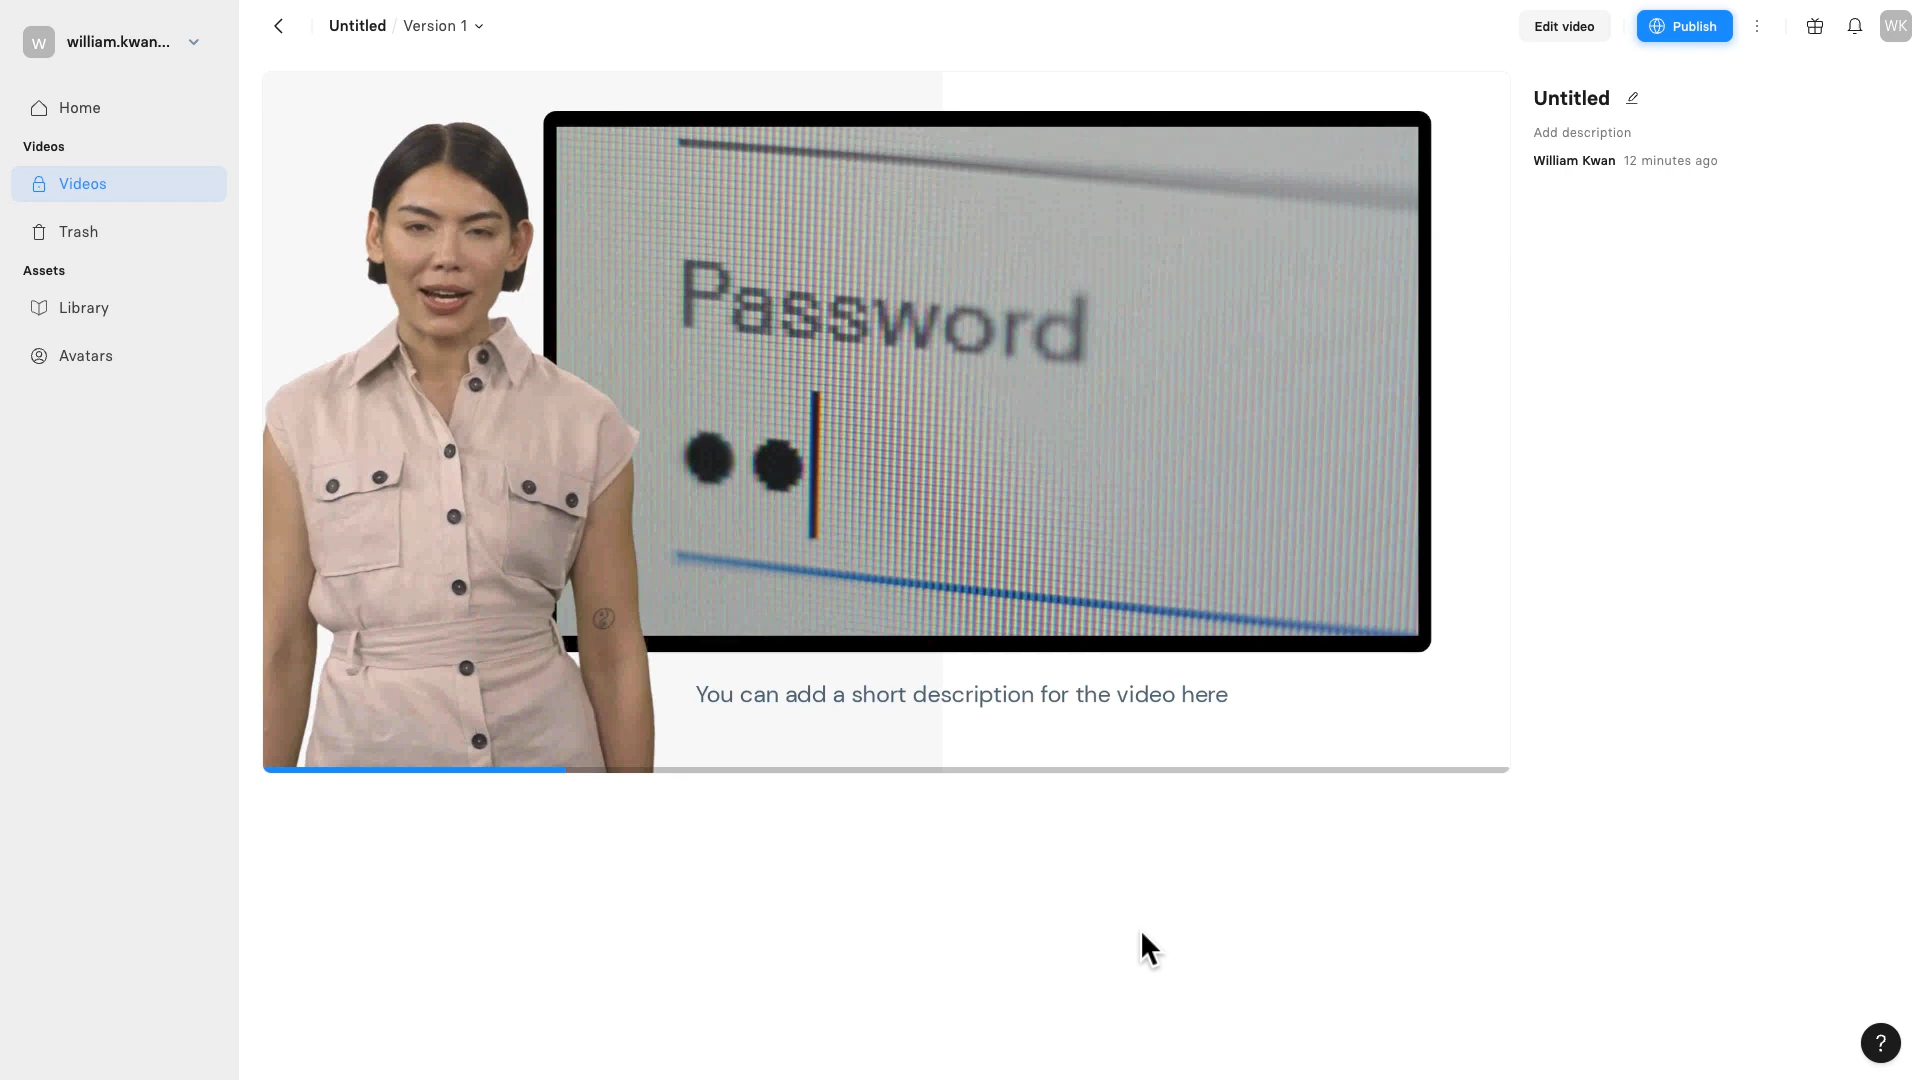 W
william.kwan...
Home
Videos
Videos
Trash
Assets
Library
Avatars
Untitled / Version 1
Edit video
Publish
WK
Password
You can add a short description for the video here
Untitled
Add description
William Kwan 12 minutes ago
?